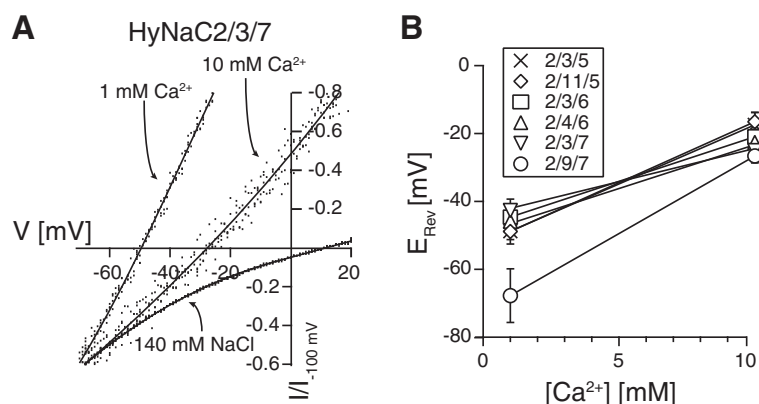 A
HyNaC2/3/7
1 mM Ca²⁺
10 mM Ca²⁺
-0.8
-0.6
-0.4
-0.2
V [mV]
-60 -40 -20 20
-0.2
-0.4
-0.6
140 mM NaCl
I/I-100 mV
B
2/3/5
2/11/5
2/3/6
2/4/6
2/3/7
2/9/7
0
-20
-40
-60
-80
ERev [mV]
0 5 10
[Ca²⁺] [mM]